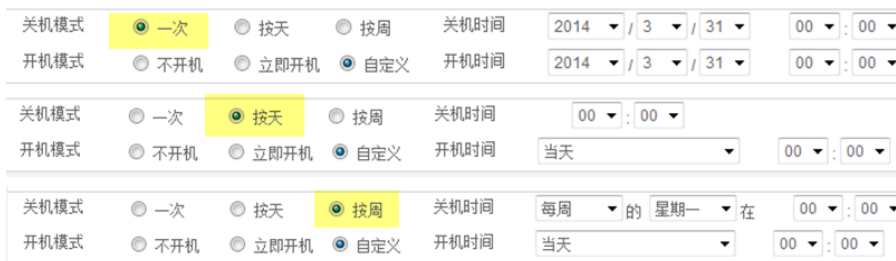 关机模式 一次 按天 按周 关机时间 2014 / 3 / 31 00 : 00
开机模式 不开机 立即开机 自定义 开机时间 2014 / 3 / 31 00 : 00
关机模式 一次 按天 按周 关机时间 00 : 00
开机模式 不开机 立即开机 自定义 开机时间 当天 00 : 00
关机模式 一次 按天 按周 关机时间 每周 的 星期一 在 00 : 00
开机模式 不开机 立即开机 自定义 开机时间 当天 00 : 00